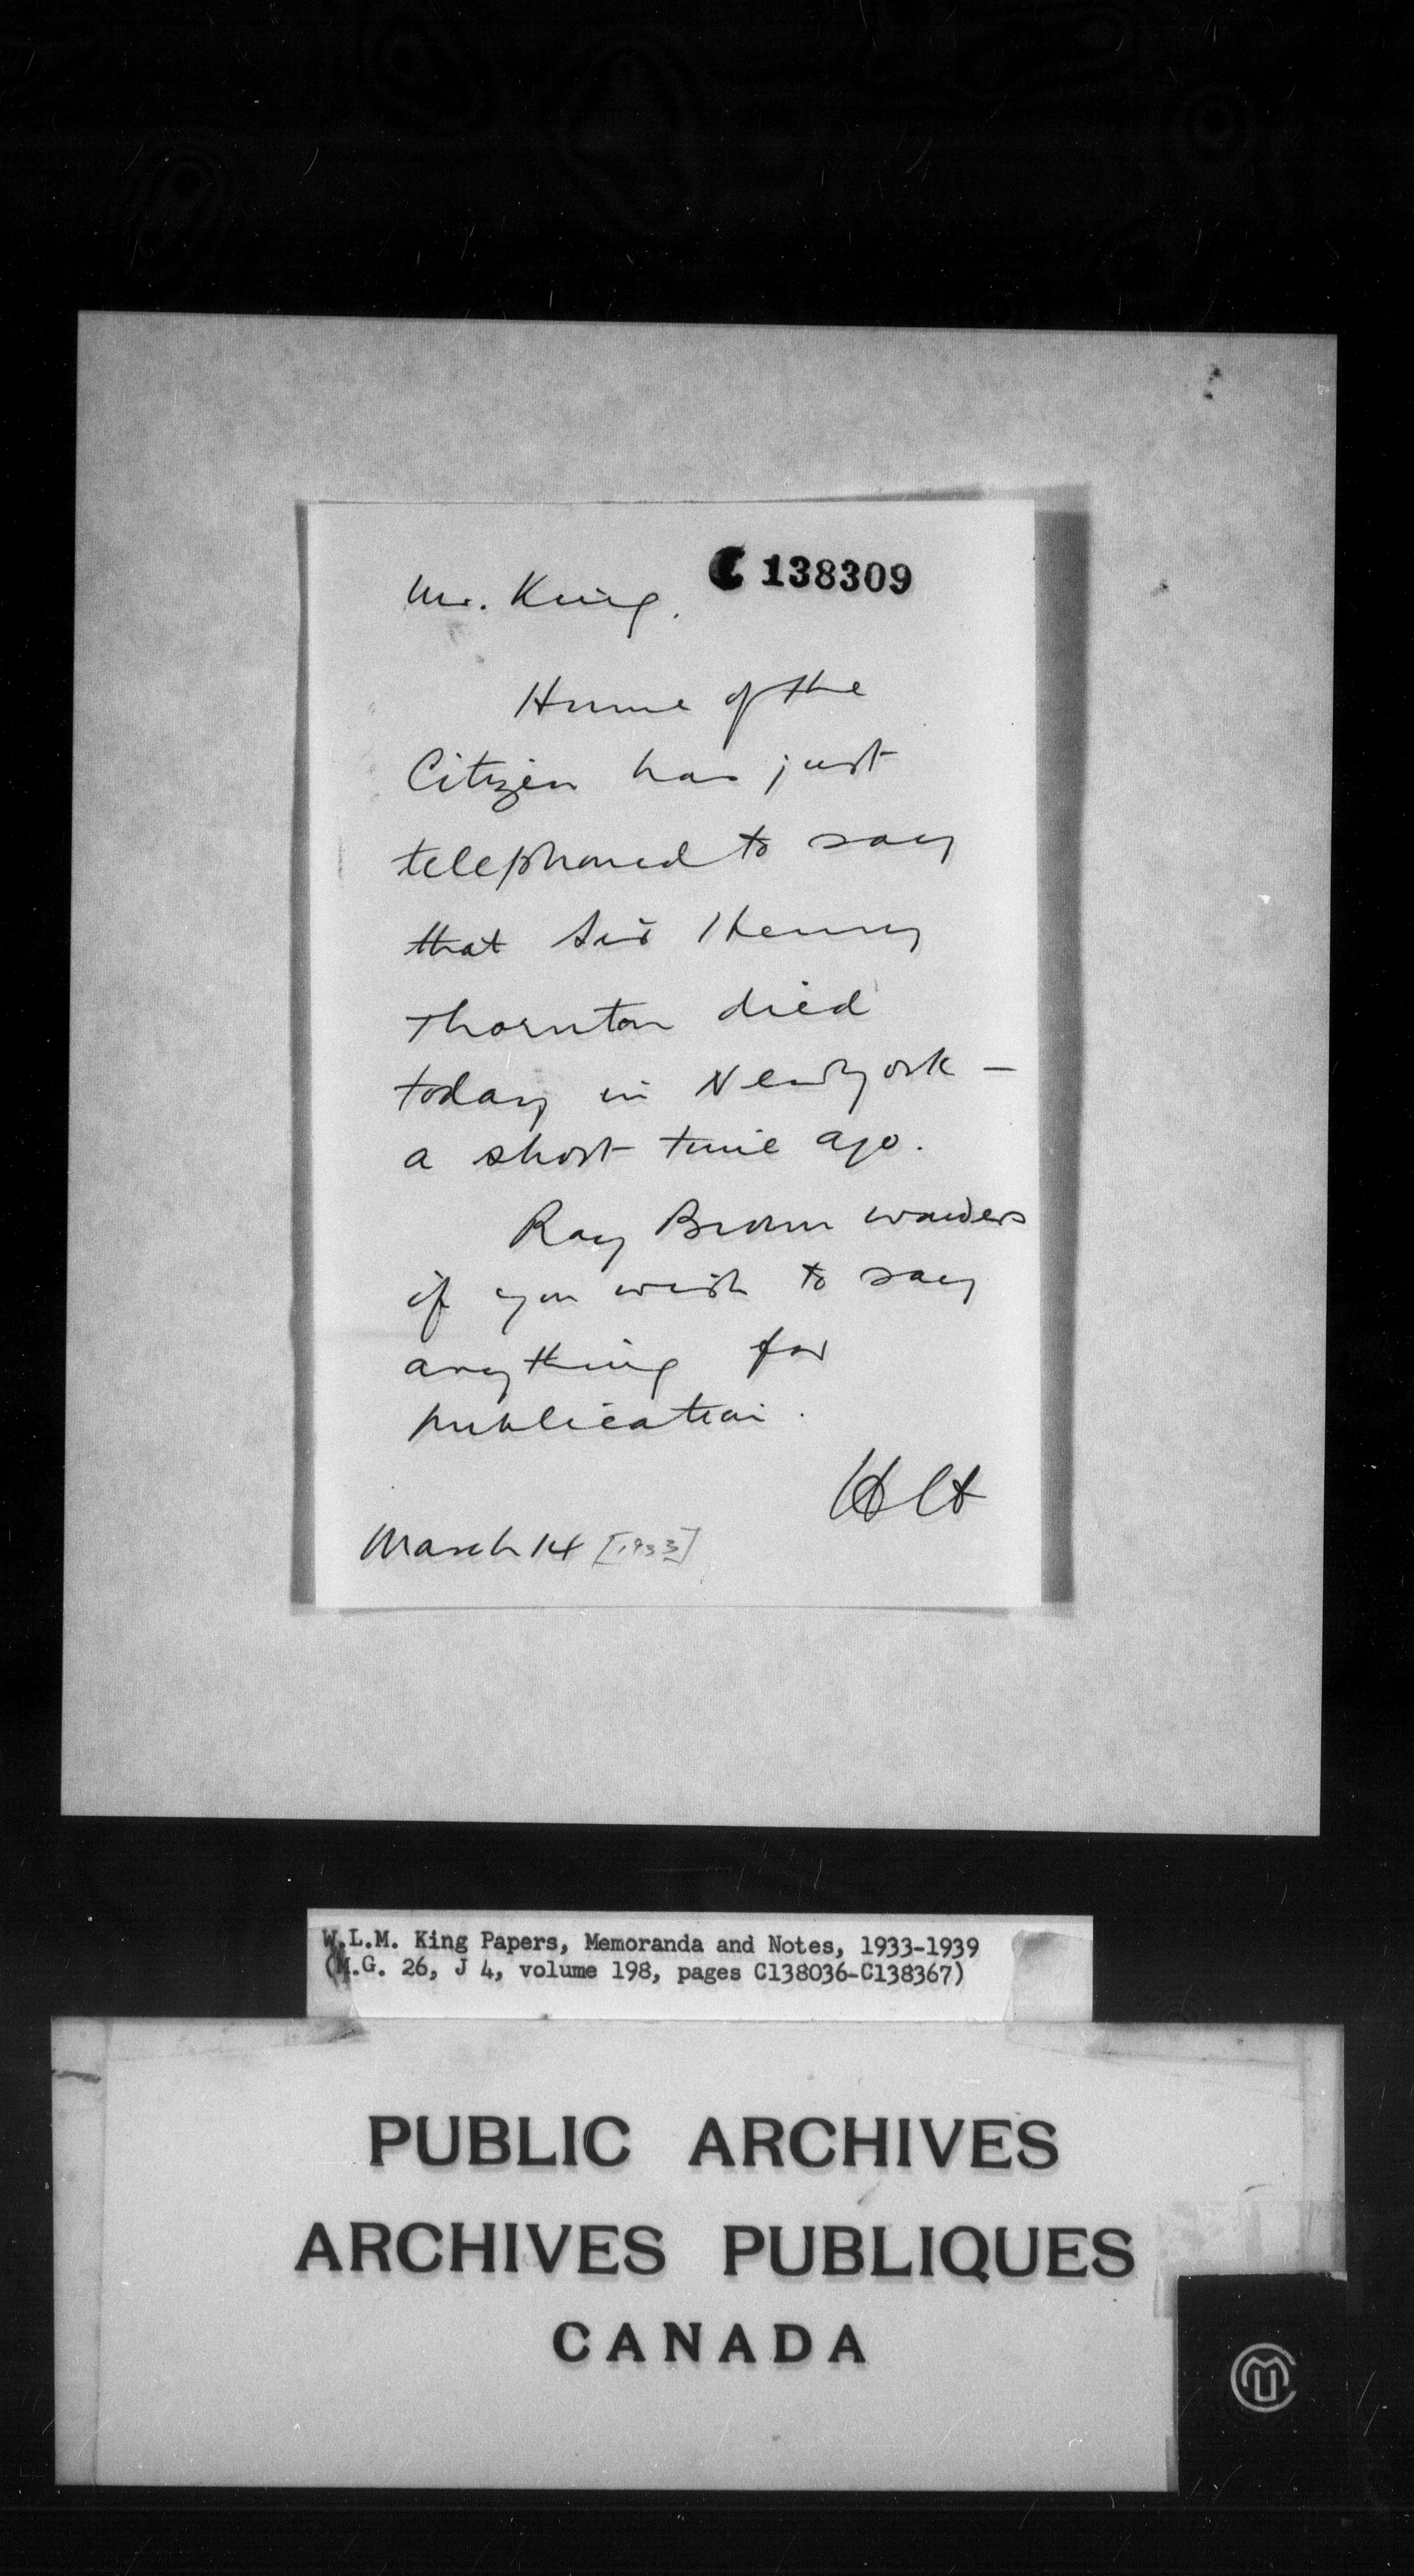 C 138309
Mr. King.
Hume of the
Citizen has just
telephoned to say
that Sir Henry
Thornton died
today in New York –
a short time ago.
Ray Brown wonders
if you wish to say
anything for
publication.
March 14 [1933]
W.L.M. King Papers, Memoranda and Notes, 1933-1939
(M.G. 26, J 4, volume 198, pages C138036-C138367)
PUBLIC ARCHIVES
ARCHIVES PUBLIQUES
CANADA